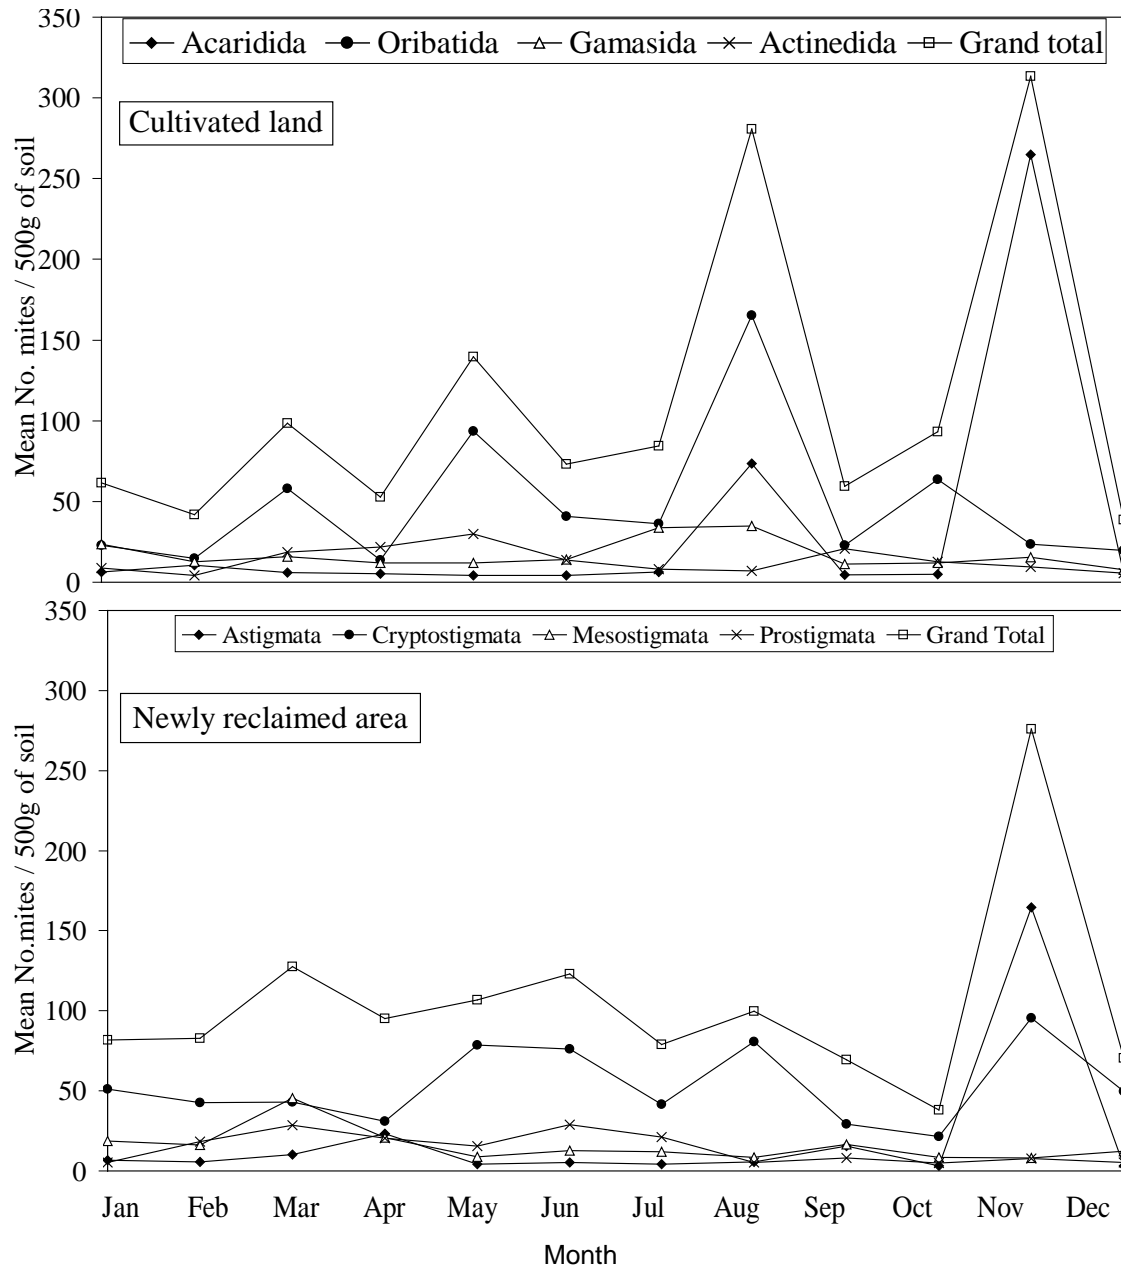 350
Acaridida Oribatida Gamasida Actinedida Grand total
300
Cultivated land
250
200
150
100
50
0
Mean No. mites / 500g of soil
350
Astigmata Cryptostigmata Mesostigmata Prostigmata Grand Total
300
Newly reclaimed area
250
200
150
100
50
0
Mean No.mites / 500g of soil
Jan Feb Mar Apr May Jun Jul Aug Sep Oct Nov Dec
Month